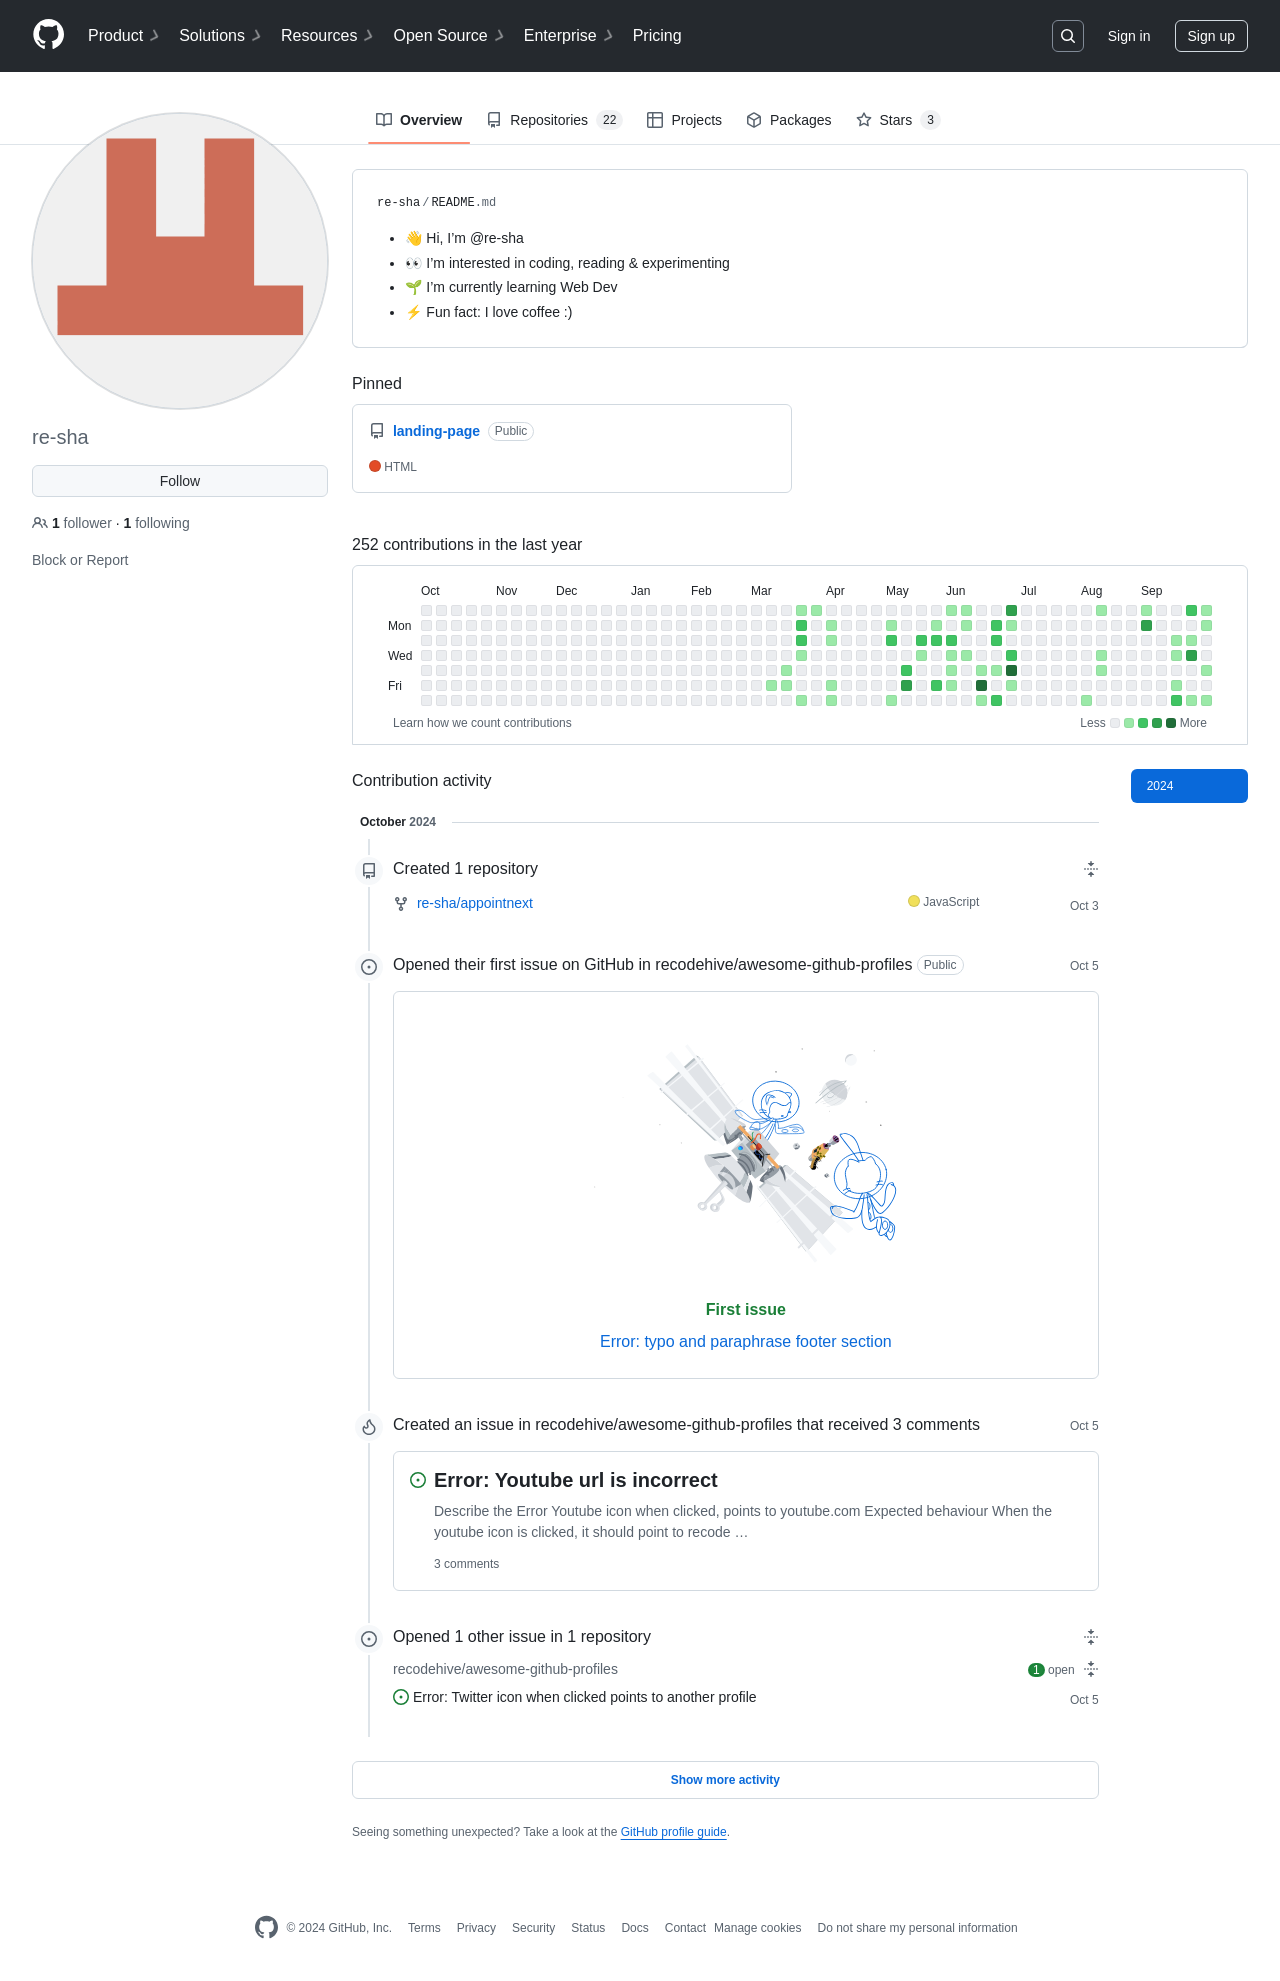 Product Solutions Resources Open Source Enterprise Pricing Sign in Sign up
Overview Repositories 22 Projects Packages Stars 3
re-sha
Follow
1 follower · 1 following
Block or Report
re-sha/README.md
👋 Hi, I’m @re-sha
👀 I’m interested in coding, reading & experimenting
🌱 I’m currently learning Web Dev
⚡ Fun fact: I love coffee :)
Pinned
landing-page Public
HTML
252 contributions in the last year
Oct Nov Dec Jan Feb Mar Apr May Jun Jul Aug Sep
Mon
Wed
Fri
Learn how we count contributions Less More
Contribution activity
2024
October 2024
Created 1 repository
re-sha/appointnext JavaScript Oct 3
Opened their first issue on GitHub in recodehive/awesome-github-profiles Public Oct 5
First issue
Error: typo and paraphrase footer section
Created an issue in recodehive/awesome-github-profiles that received 3 comments Oct 5
Error: Youtube url is incorrect
Describe the Error Youtube icon when clicked, points to youtube.com Expected behaviour When the
youtube icon is clicked, it should point to recode …
3 comments
Opened 1 other issue in 1 repository
recodehive/awesome-github-profiles 1 open
Error: Twitter icon when clicked points to another profile Oct 5
Show more activity
Seeing something unexpected? Take a look at the GitHub profile guide.
© 2024 GitHub, Inc. Terms Privacy Security Status Docs Contact Manage cookies Do not share my personal information